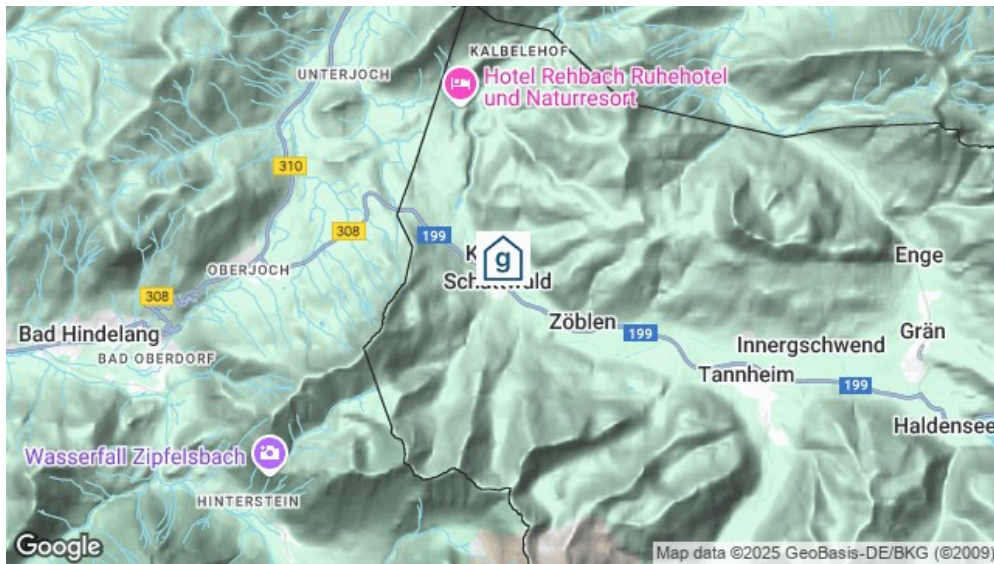 KALBELEHOF
UNTERJOCH
Hotel Rehbach Ruhehotel
und Naturresort
310
308
199
g
Enge
OBERJOCH
Schattwald
308
Zöblen
199
Grän
Bad Hindelang
Innergschwend
BAD OBERDORF
Tannheim
199
Haldensee
Wasserfall Zipfelsbach
HINTERSTEIN
Google
Map data ©2025 GeoBasis-DE/BKG (©2009)